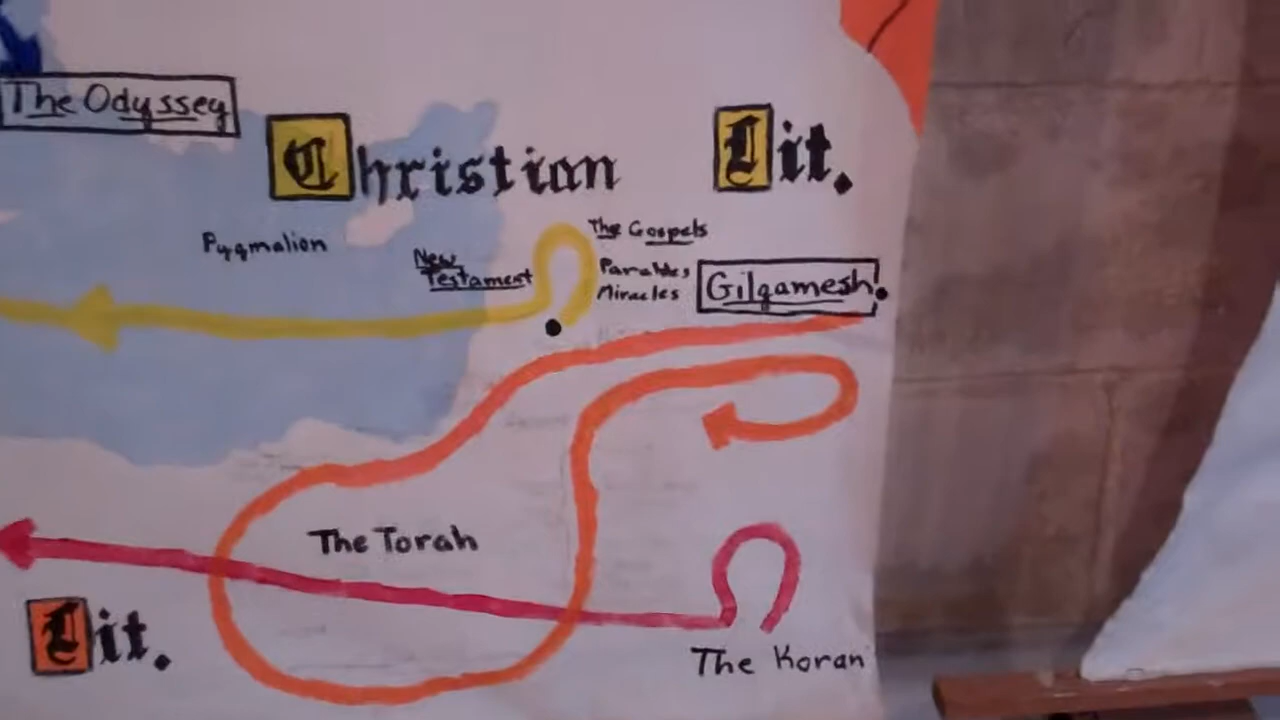 The Odyssey
Christian Lit.
Pygmalion
New
Testament
The Gospels
Parables
Miracles
Gilgamesh.
The Torah
Lit.
The Koran